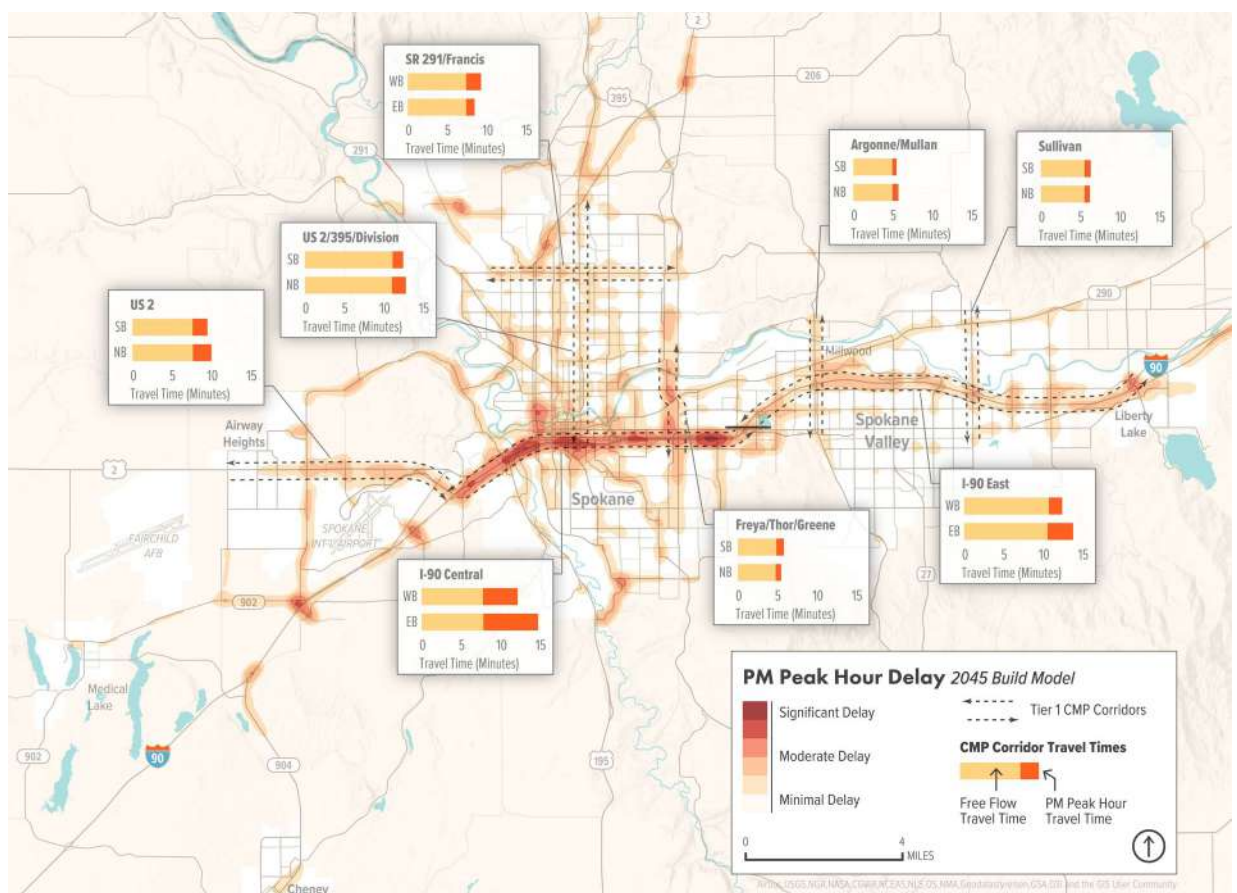 2
SR 291/Francis
WB
EB
0 5 10 15
Travel Time (Minutes)
206
395
291
Argonne/Mullan
SB
NB
0 5 10 15
Travel Time (Minutes)
Sullivan
SB
NB
0 5 10 15
Travel Time (Minutes)
US 2/395/Division
SB
NB
0 5 10 15
Travel Time (Minutes)
US 2
SB
NB
0 5 10 15
Travel Time (Minutes)
290
Millwood
90
Liberty
Lake
Airway
Heights
Spokane
Valley
2
Spokane
SPOKANE
INT'L AIRPORT
FAIRCHILD
AFB
I-90 East
WB
EB
0 5 10 15
Travel Time (Minutes)
Freya/Thor/Greene
SB
NB
0 5 10 15
Travel Time (Minutes)
I-90 Central
WB
EB
0 5 10 15
Travel Time (Minutes)
27
902
Medical
Lake
90
902
904
195
Cheney
PM Peak Hour Delay 2045 Build Model
Significant Delay
Moderate Delay
Minimal Delay
Tier 1 CMP Corridors
CMP Corridor Travel Times
Free Flow
Travel Time
PM Peak Hour
Travel Time
0 4
MILES
and the GIS User Community